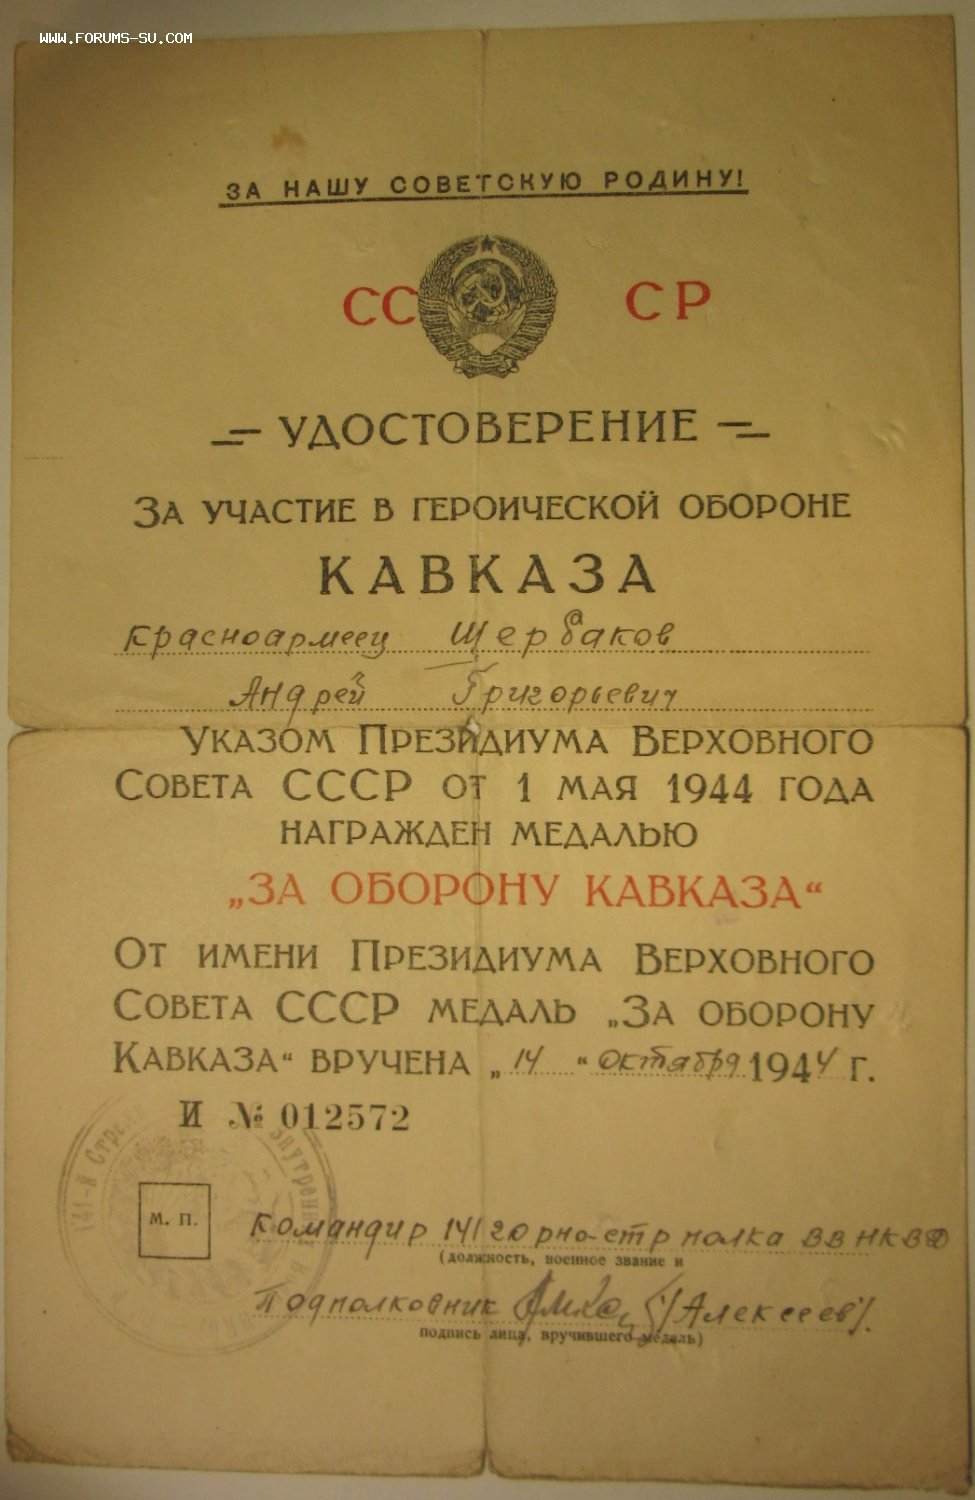 WWW.FORUMS-SU.COM
ЗА НАШУ СОВЕТСКУЮ РОДИНУ!
СС СР
УДОСТОВЕРЕНИЕ
ЗА УЧАСТИЕ В ГЕРОИЧЕСКОЙ ОБОРОНЕ
КАВКАЗА
Красноармеец Щербаков
Андрей Григорьевич
УКАЗОМ ПРЕЗИДИУМА ВЕРХОВНОГО
СОВЕТА СССР ОТ 1 МАЯ 1944 ГОДА
НАГРАЖДЕН МЕДАЛЬЮ
„ЗА ОБОРОНУ КАВКАЗА“
ОТ ИМЕНИ ПРЕЗИДИУМА ВЕРХОВНОГО
СОВЕТА СССР МЕДАЛЬ „ЗА ОБОРОНУ
КАВКАЗА“ ВРУЧЕНА „14“ октября 1944 Г.
И № 012572
141-й
М. П.
Командир 141 горно-стр полка ВВ НКВД
(должность, военное звание и
Подполковник /Алексеев/.
подпись лица, вручившего медаль)